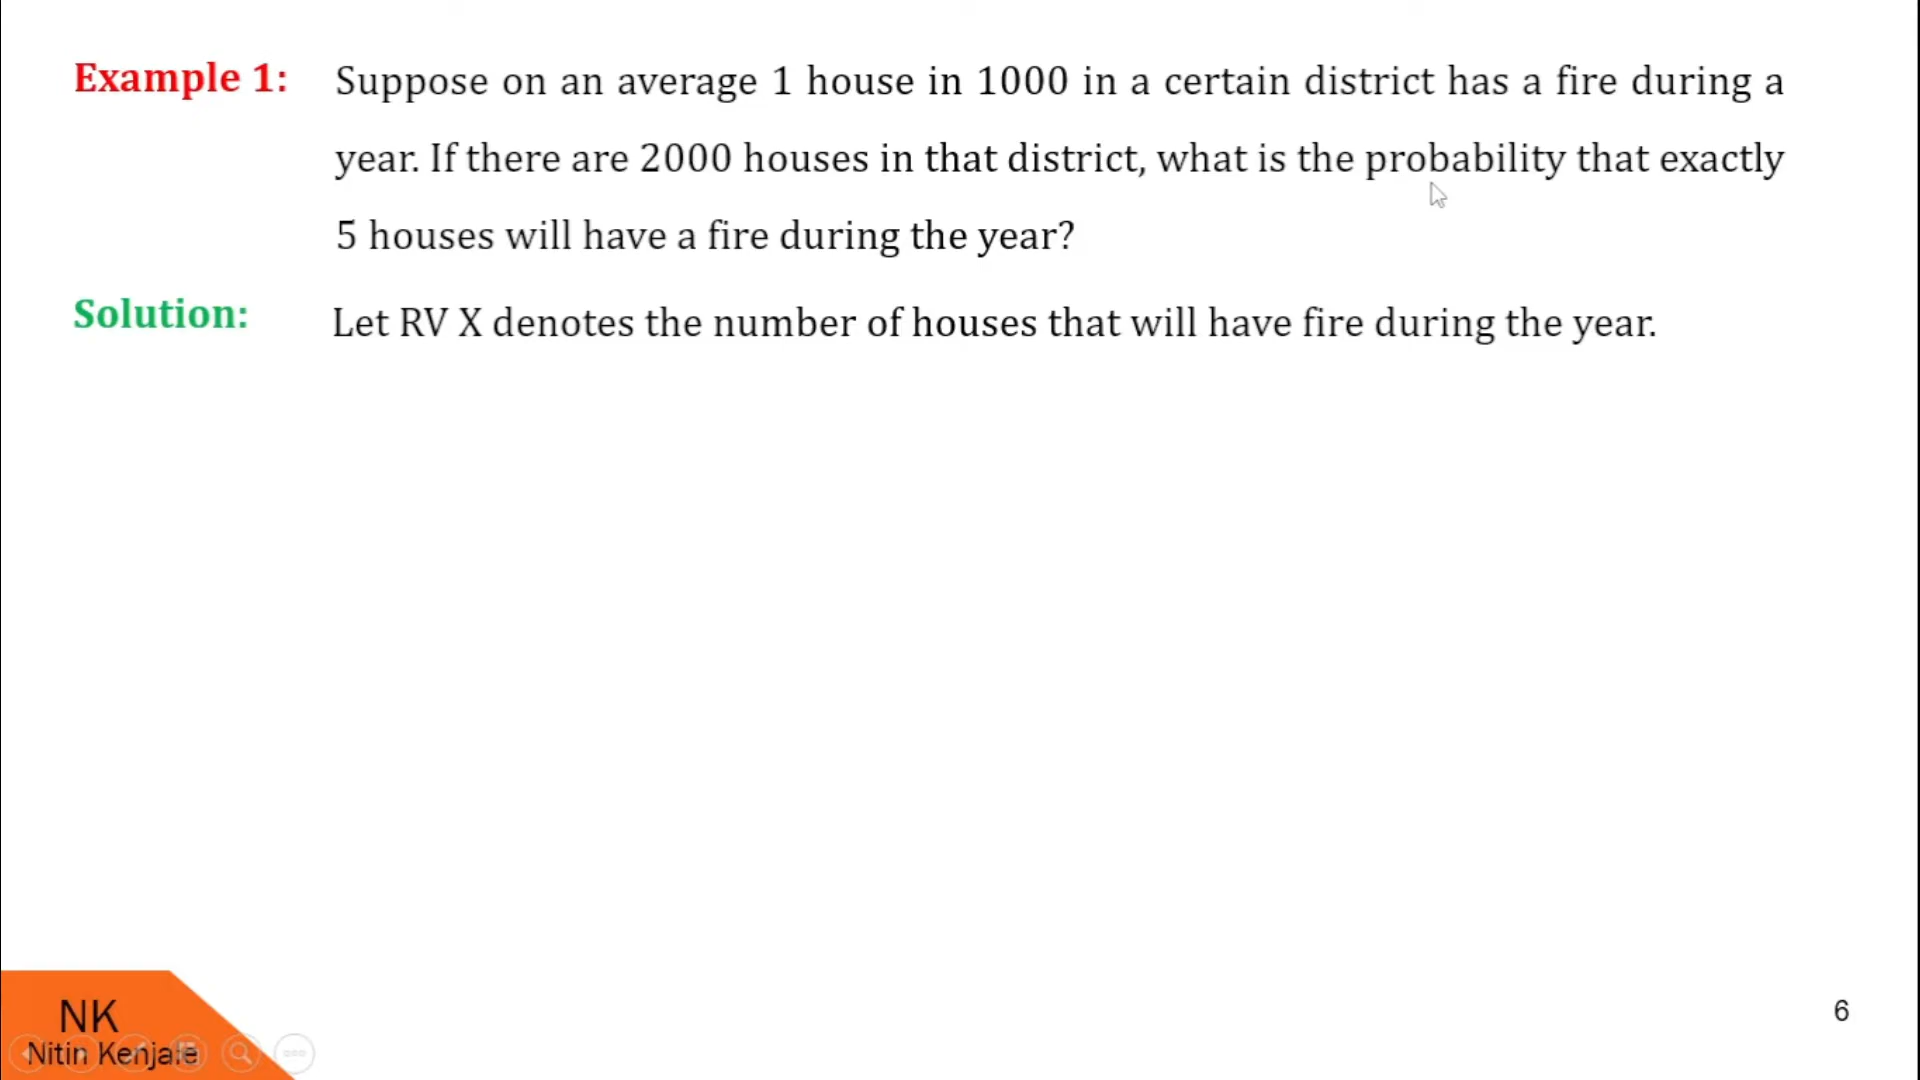 Example 1: Suppose on an average 1 house in 1000 in a certain district has a fire during a
year. If there are 2000 houses in that district, what is the probability that exactly
5 houses will have a fire during the year?
Solution: Let RV X denotes the number of houses that will have fire during the year.
NK
Nitin Kenjale
6